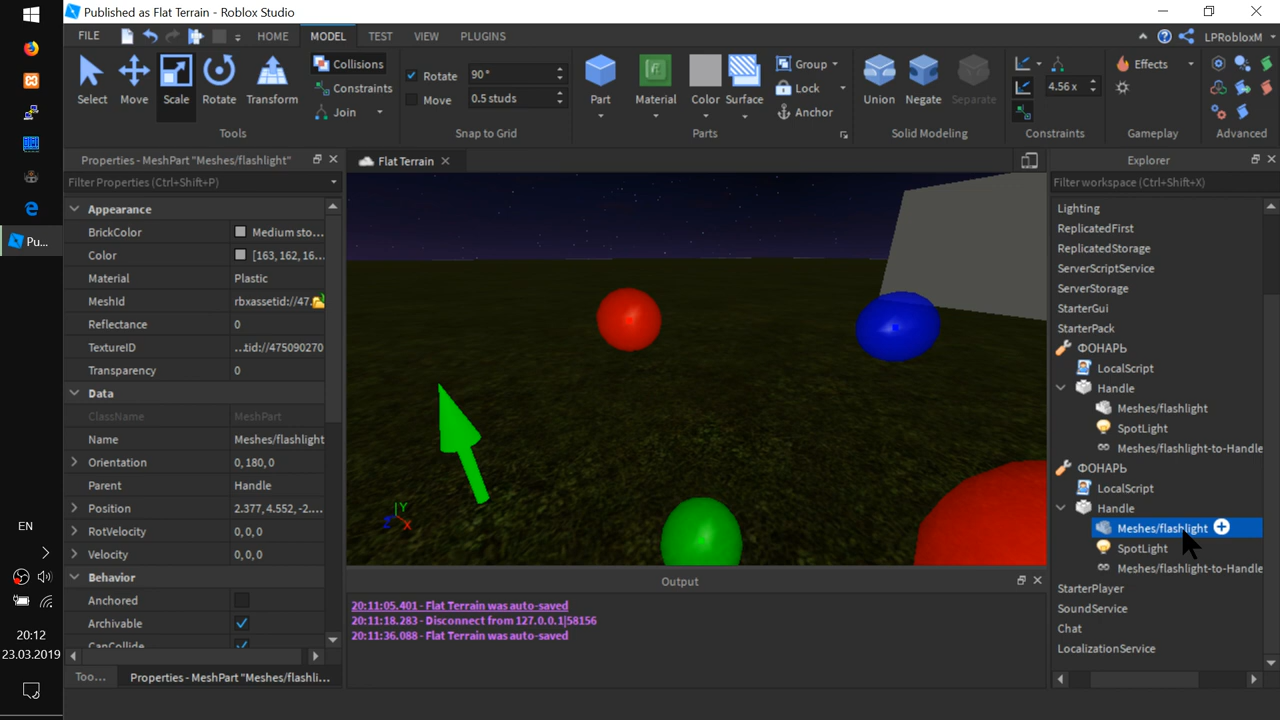 Published as Flat Terrain - Roblox Studio
FILE HOME MODEL TEST VIEW PLUGINS LPRobloxM
Select Move Scale Rotate Transform
Collisions
Constraints
Join
Tools
Rotate 90°
Move 0.5 studs
Snap to Grid
Part Material Color Surface
Group
Lock
Anchor
Parts
Union Negate Separate
Solid Modeling
4.56 x
Constraints
Effects
Gameplay
Advanced
Properties - MeshPart "Meshes/flashlight"
Filter Properties (Ctrl+Shift+P)
Appearance
BrickColor Medium sto...
Color [163, 162, 16...
Material Plastic
MeshId rbxassetid://47
Reflectance 0
TextureID ...tid://475090270
Transparency 0
Data
ClassName MeshPart
Name Meshes/flashlight
Orientation 0, 180, 0
Parent Handle
Position 2.377, 4.552, -2....
RotVelocity 0, 0, 0
Velocity 0, 0, 0
Behavior
Anchored
Archivable
CanCollide
Too...
Properties - MeshPart "Meshes/flashli...
Flat Terrain
Y
Z
X
Output
20:11:05.401 - Flat Terrain was auto-saved
20:11:18.283 - Disconnect from 127.0.0.1|58156
20:11:36.088 - Flat Terrain was auto-saved
Explorer
Filter workspace (Ctrl+Shift+X)
Lighting
ReplicatedFirst
ReplicatedStorage
ServerScriptService
ServerStorage
StarterGui
StarterPack
ФОНАРЬ
LocalScript
Handle
Meshes/flashlight
SpotLight
Meshes/flashlight-to-Handle
ФОНАРЬ
LocalScript
Handle
Meshes/flashlight
SpotLight
Meshes/flashlight-to-Handle
StarterPlayer
SoundService
Chat
LocalizationService
Pu...
EN
20:12
23.03.2019